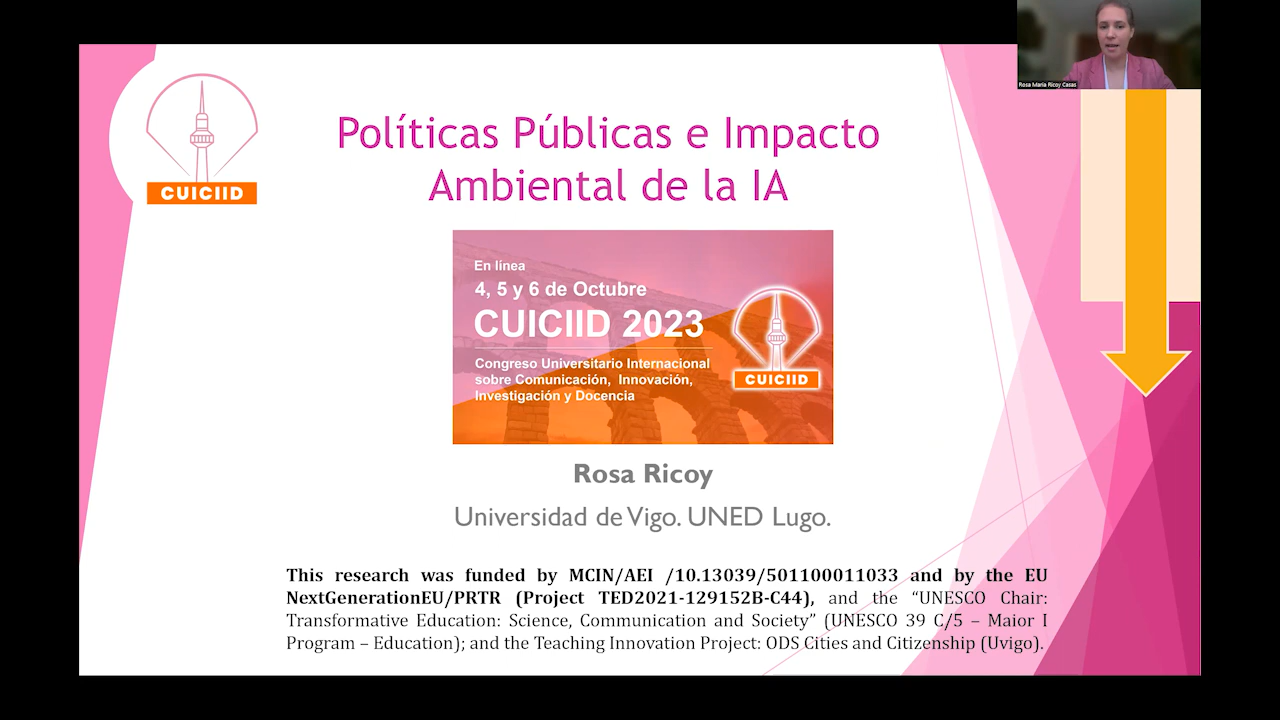 Rosa María Ricoy Casas
CUICIID
Políticas Públicas e Impacto
Ambiental de la IA
En línea
4, 5 y 6 de Octubre
CUICIID 2023
Congreso Universitario Internacional
sobre Comunicación, Innovación,
Investigación y Docencia
CUICIID
Rosa Ricoy
Universidad de Vigo. UNED Lugo.
This research was funded by MCIN/AEI /10.13039/501100011033 and by the EU
NextGenerationEU/PRTR (Project TED2021-129152B-C44), and the “UNESCO Chair:
Transformative Education: Science, Communication and Society” (UNESCO 39 C/5 – Maior I
Program – Education); and the Teaching Innovation Project: ODS Cities and Citizenship (Uvigo).